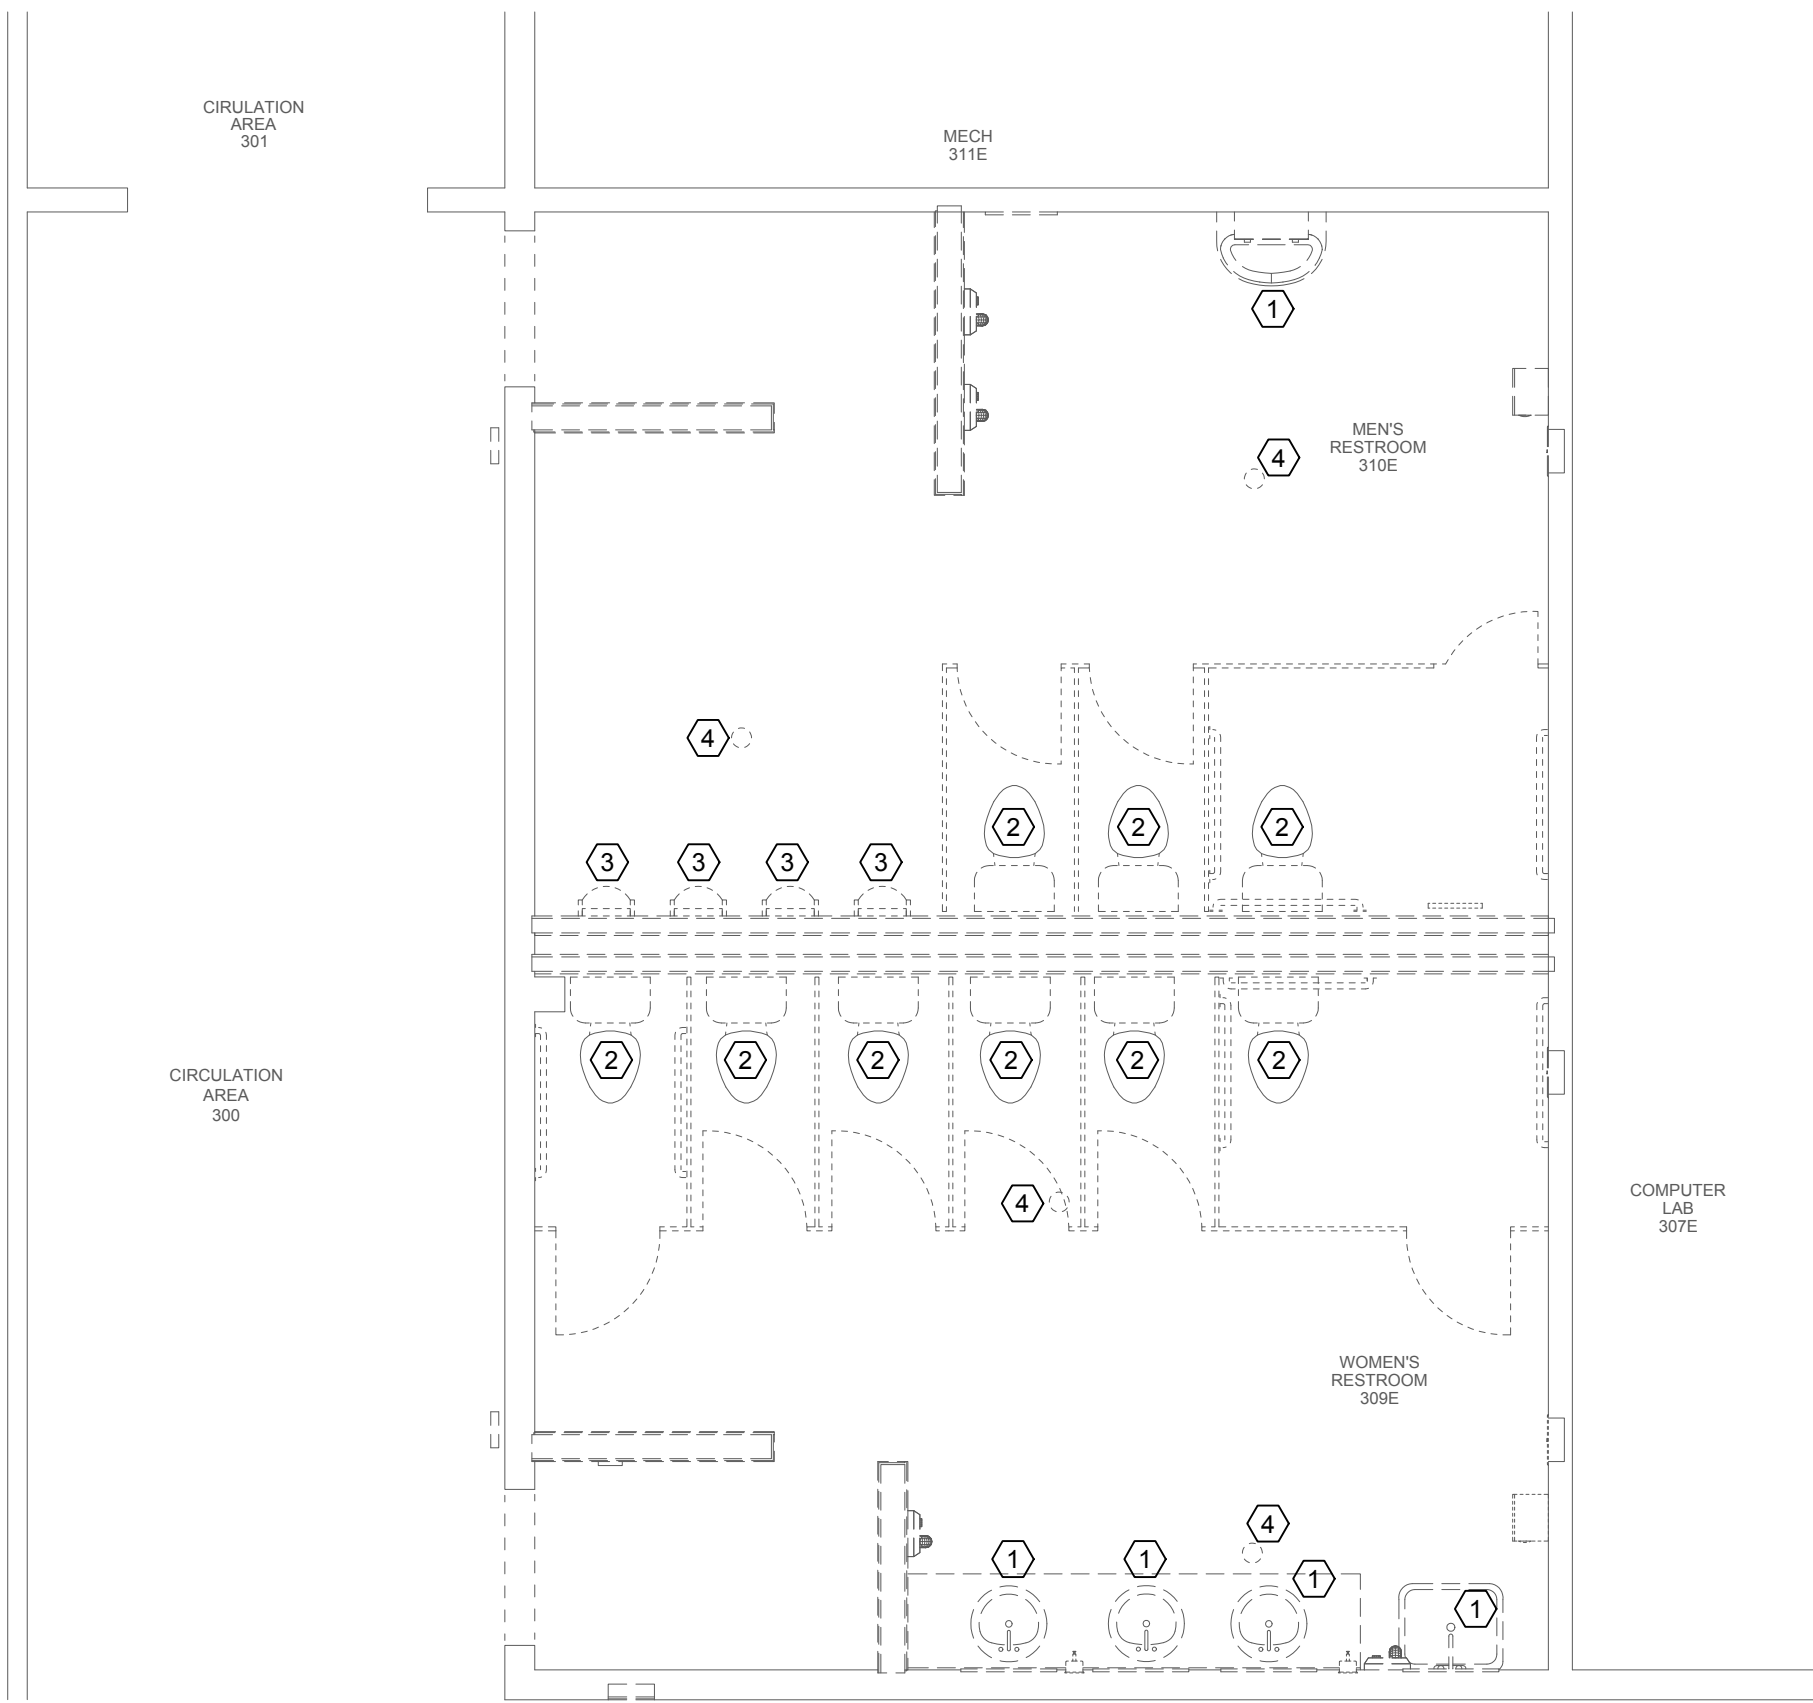 CIRULATION
AREA
301
MECH
311E
1
MEN'S
RESTROOM
310E
4
4
2
2
2
3
3
3
3
2
2
2
2
2
2
CIRCULATION
AREA
300
4
COMPUTER
LAB
307E
WOMEN'S
RESTROOM
309E
4
1
1
1
1